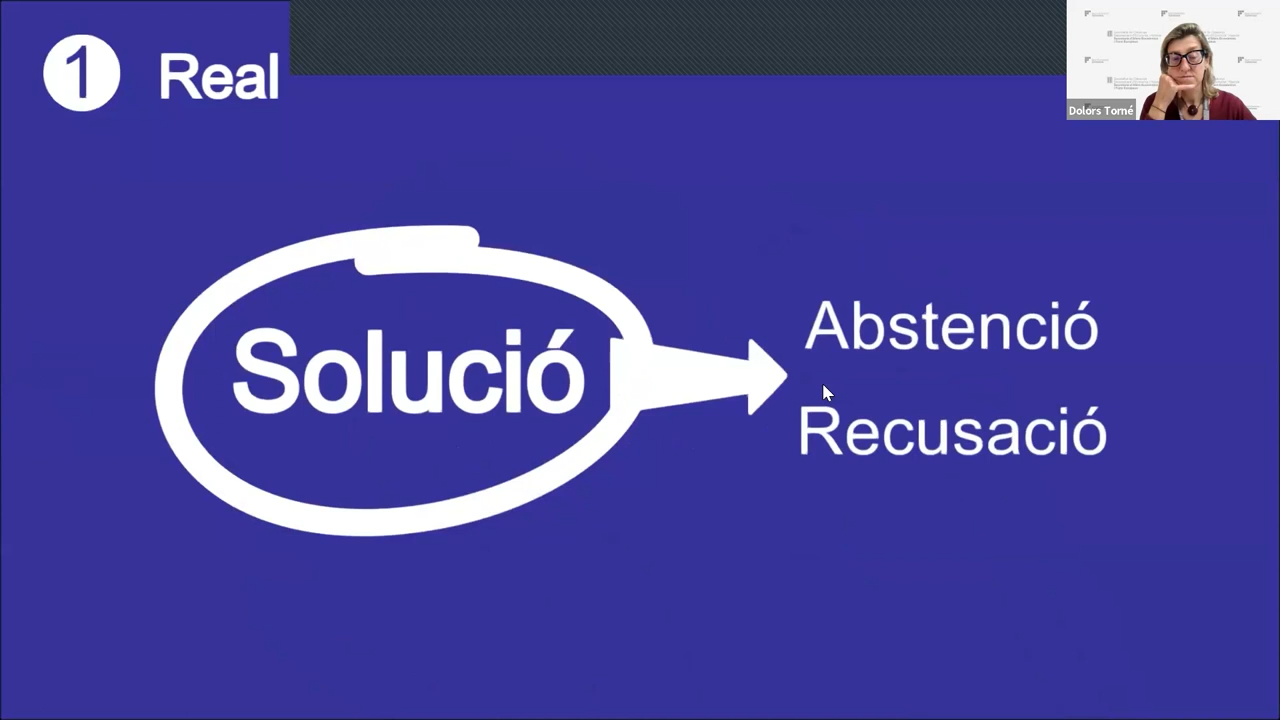 1 Real
Solució
Abstenció
Recusació
Dolors Torné